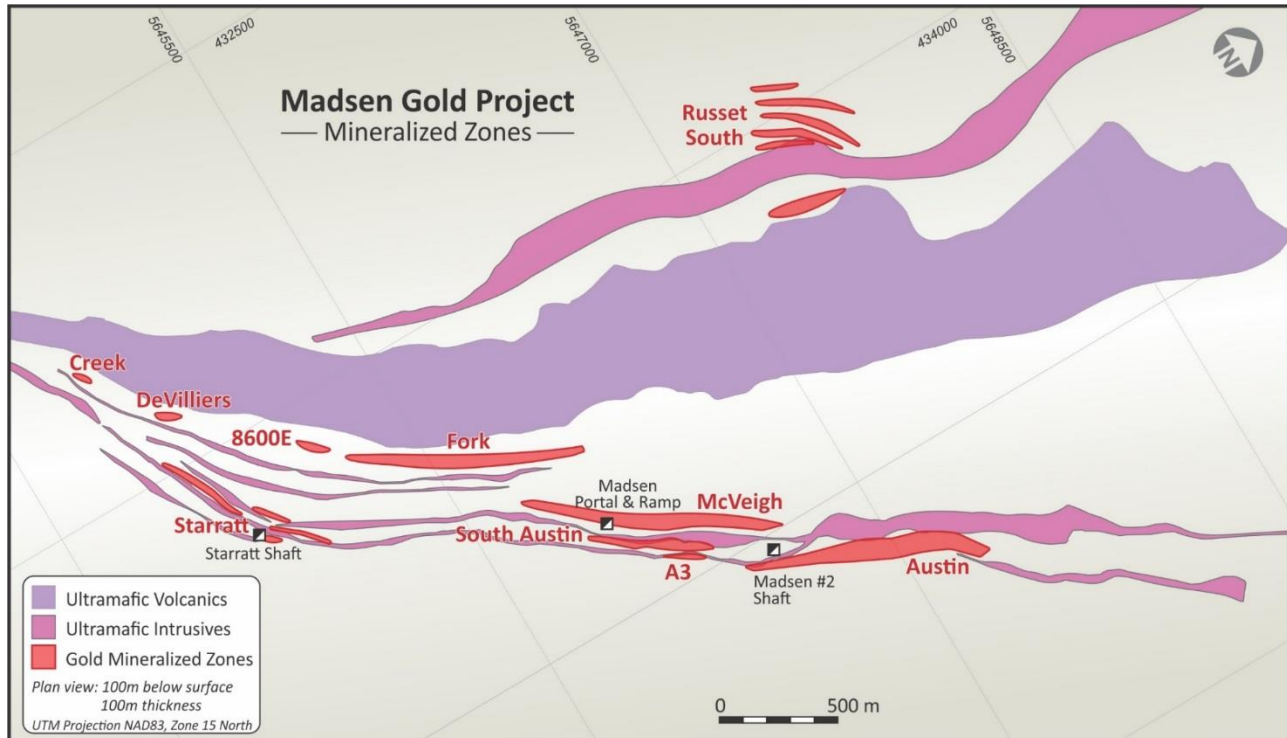 5645500
432500
5647000
434000
5648500
N
Madsen Gold Project
Mineralized Zones
Russet
South
Creek
DeVilliers
8600E
Fork
Madsen
Portal & Ramp
McVeigh
Starratt
Starratt Shaft
South Austin
A3
Madsen #2
Shaft
Austin
Ultramafic Volcanics
Ultramafic Intrusives
Gold Mineralized Zones
Plan view: 100m below surface
100m thickness
UTM Projection NAD83, Zone 15 North
0 500 m